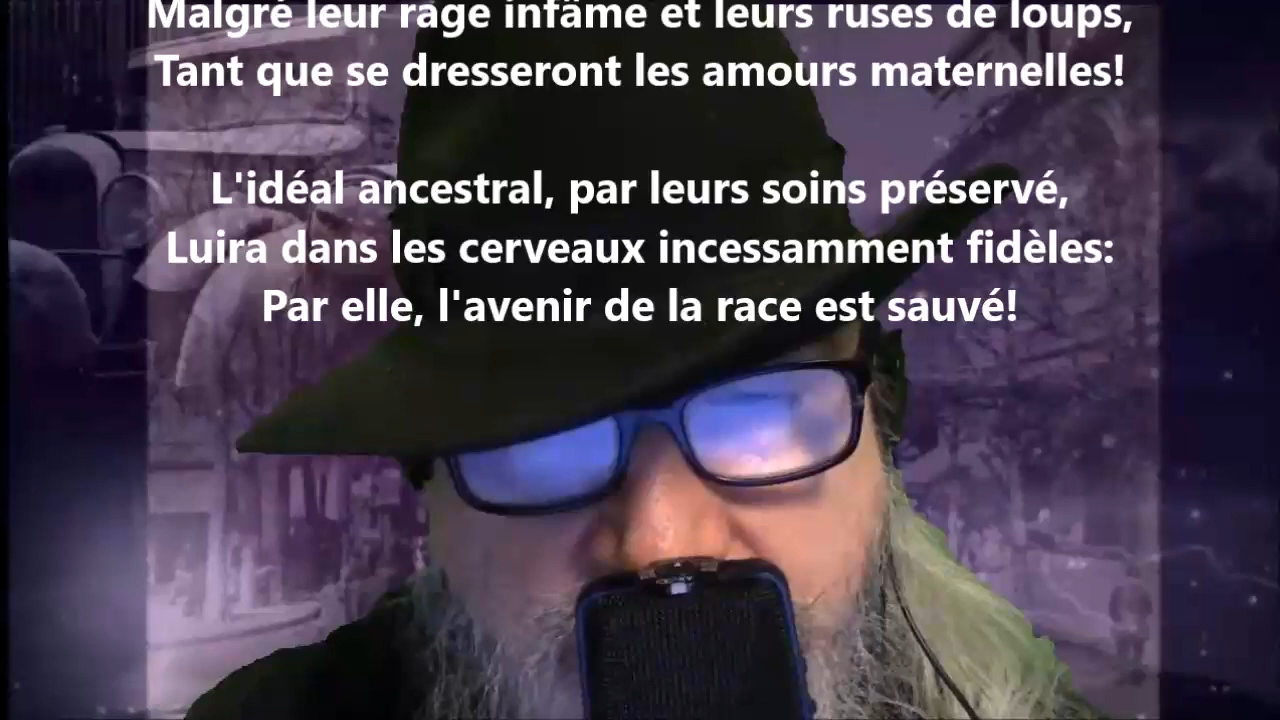 Malgré leur rage infâme et leurs ruses de loups,
Tant que se dresseront les amours maternelles!
L'idéal ancestral, par leurs soins préservé,
Luira dans les cerveaux incessamment fidèles:
Par elle, l'avenir de la race est sauvé!